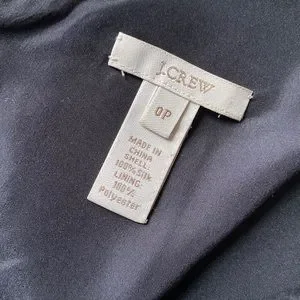 J.CREW
0P
MADE IN
CHINA
SHELL:
100% Silk
LINING:
100%
Polyester